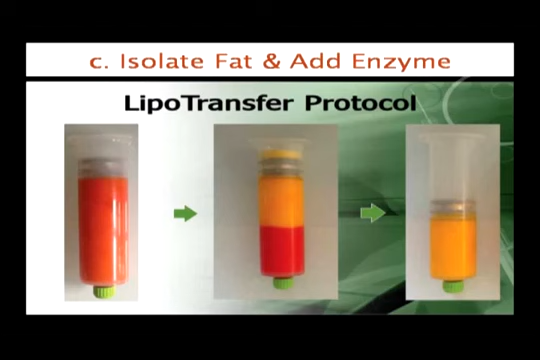 c. Isolate Fat & Add Enzyme
LipoTransfer Protocol